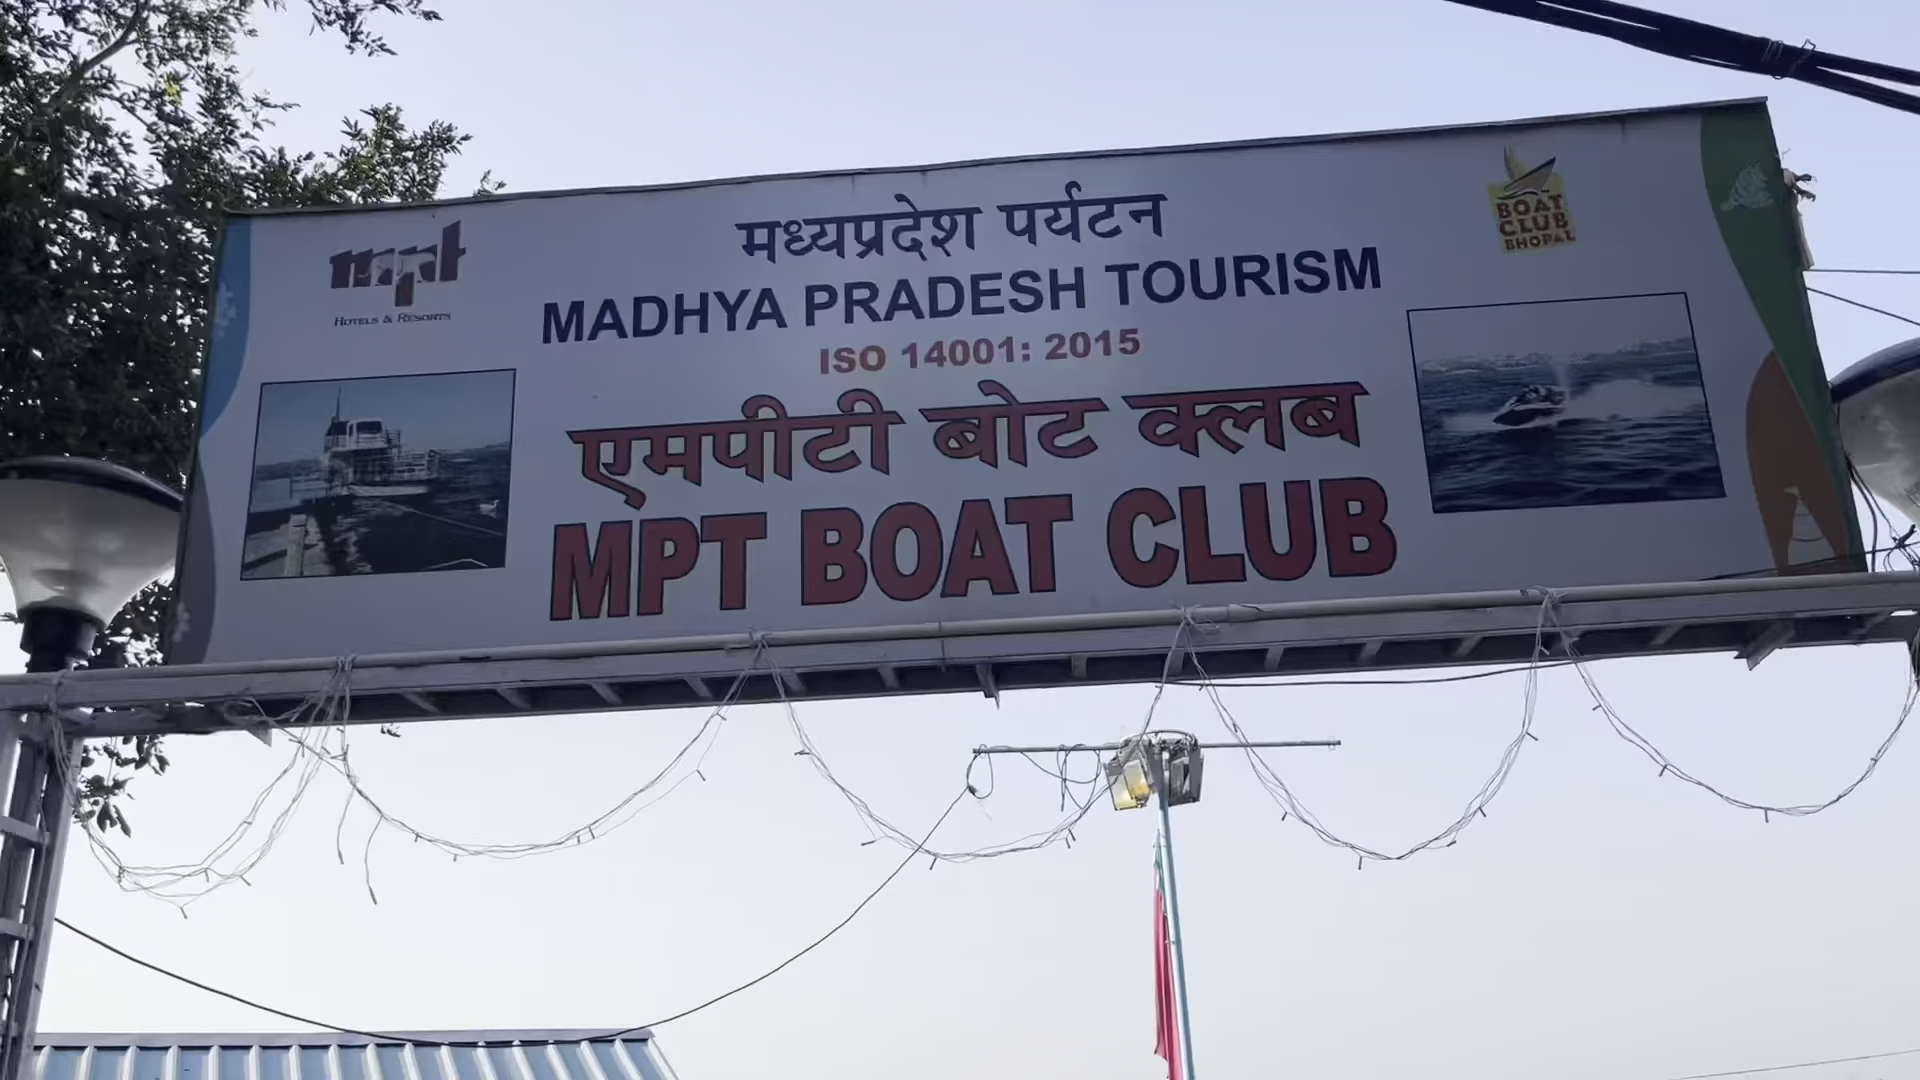 mpt
HOTELS & RESORTS
मध्यप्रदेश पर्यटन
MADHYA PRADESH TOURISM
ISO 14001: 2015
एमपीटी बोट क्लब
MPT BOAT CLUB
BOAT
CLUB
BHOPAL